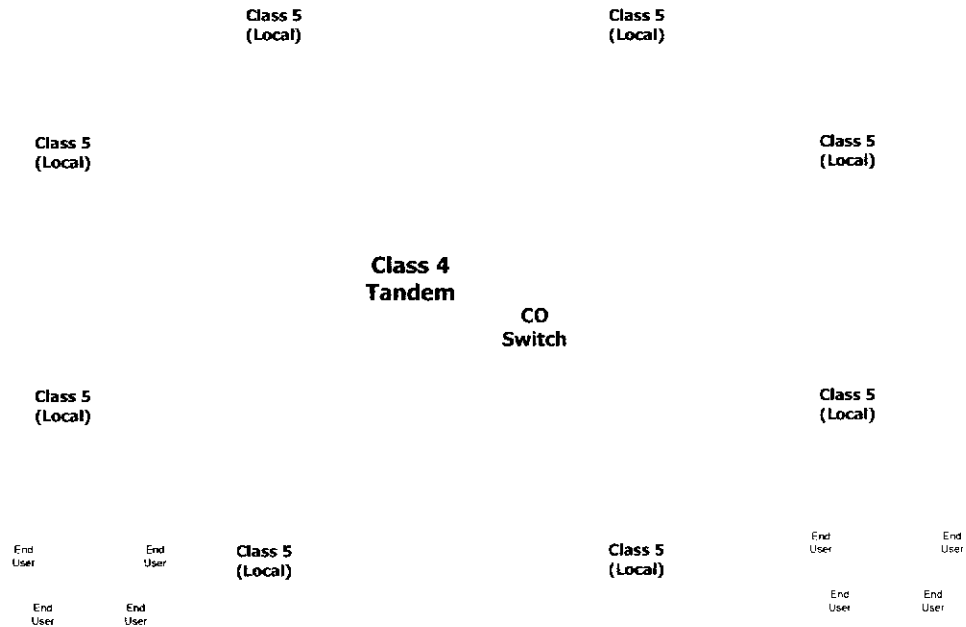 Class 5
(Local)
Class 5
(Local)
Class 5
(Local)
Class 5
(Local)
Class 4
Tandem
CO
Switch
Class 5
(Local)
Class 5
(Local)
End
User
End
User
Class 5
(Local)
Class 5
(Local)
End
User
End
User
End
User
End
User
End
User
End
User